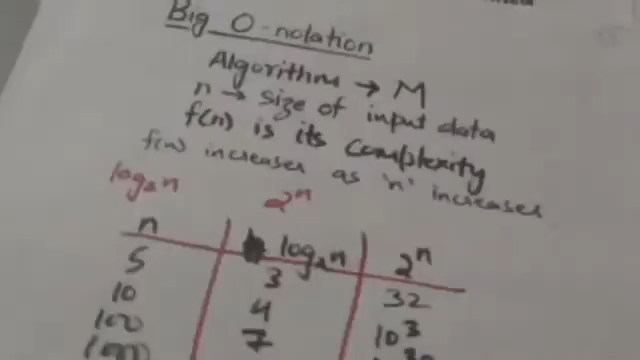 Big O-notation
Algorithm → M
n → size of input data
f(n) is its complexity
f(n) increases as 'n' increases
log₂n 2ⁿ
n log₂n 2ⁿ
5 3 32
10 4 10³
100 7
1000